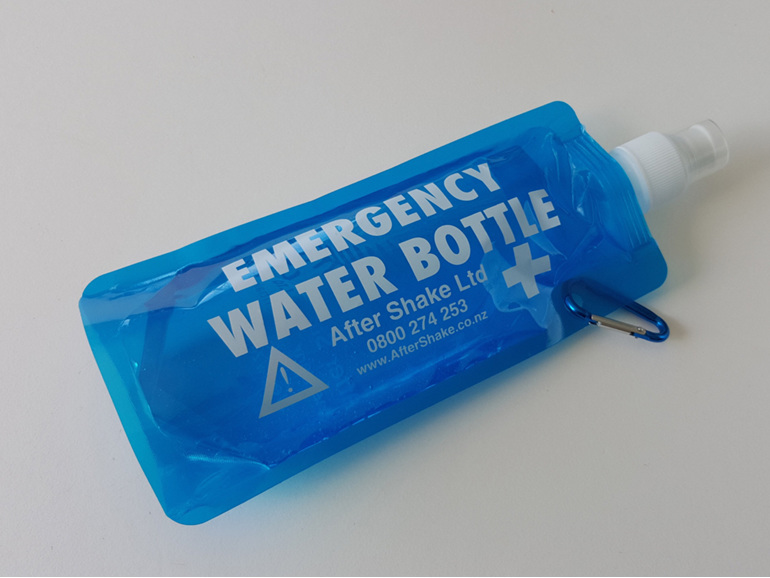 EMERGENCY
WATER BOTTLE
After Shake Ltd
0800 274 253
www.AfterShake.co.nz